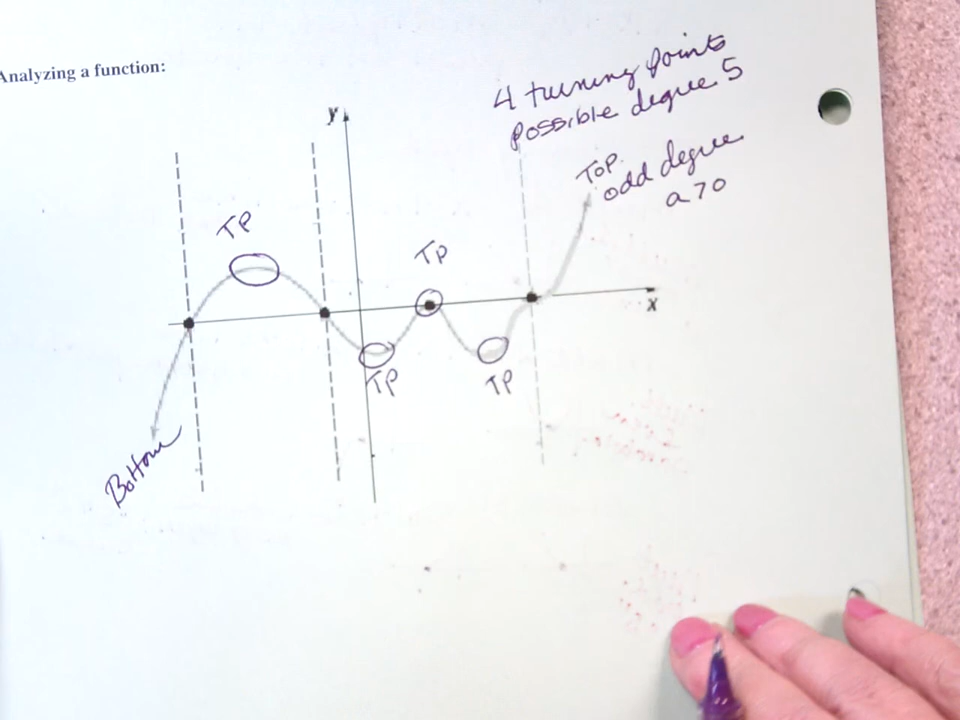 Analyzing a function:
4 turning points
possible degree 5
y
TOP
odd degree
a>0
TP
TP
x
TP
TP
Bottom